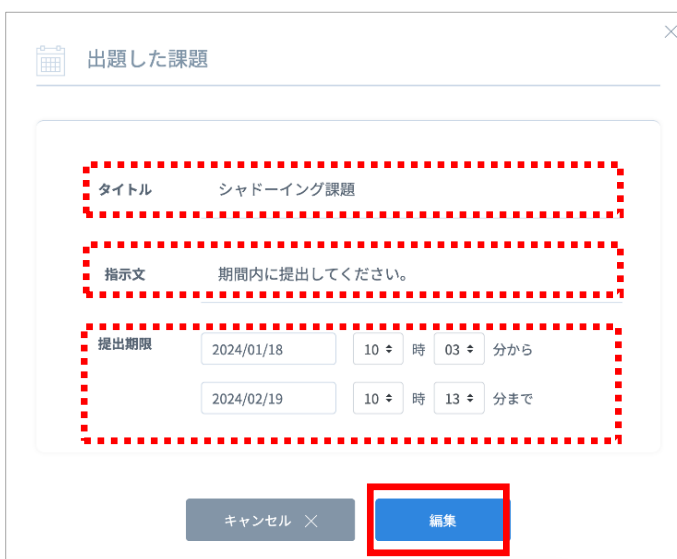 出題した課題
タイトル シャドーイング課題
指示文 期間内に提出してください。
提出期限 2024/01/18 10 時 03 分から
2024/02/19 10 時 13 分まで
キャンセル 編集